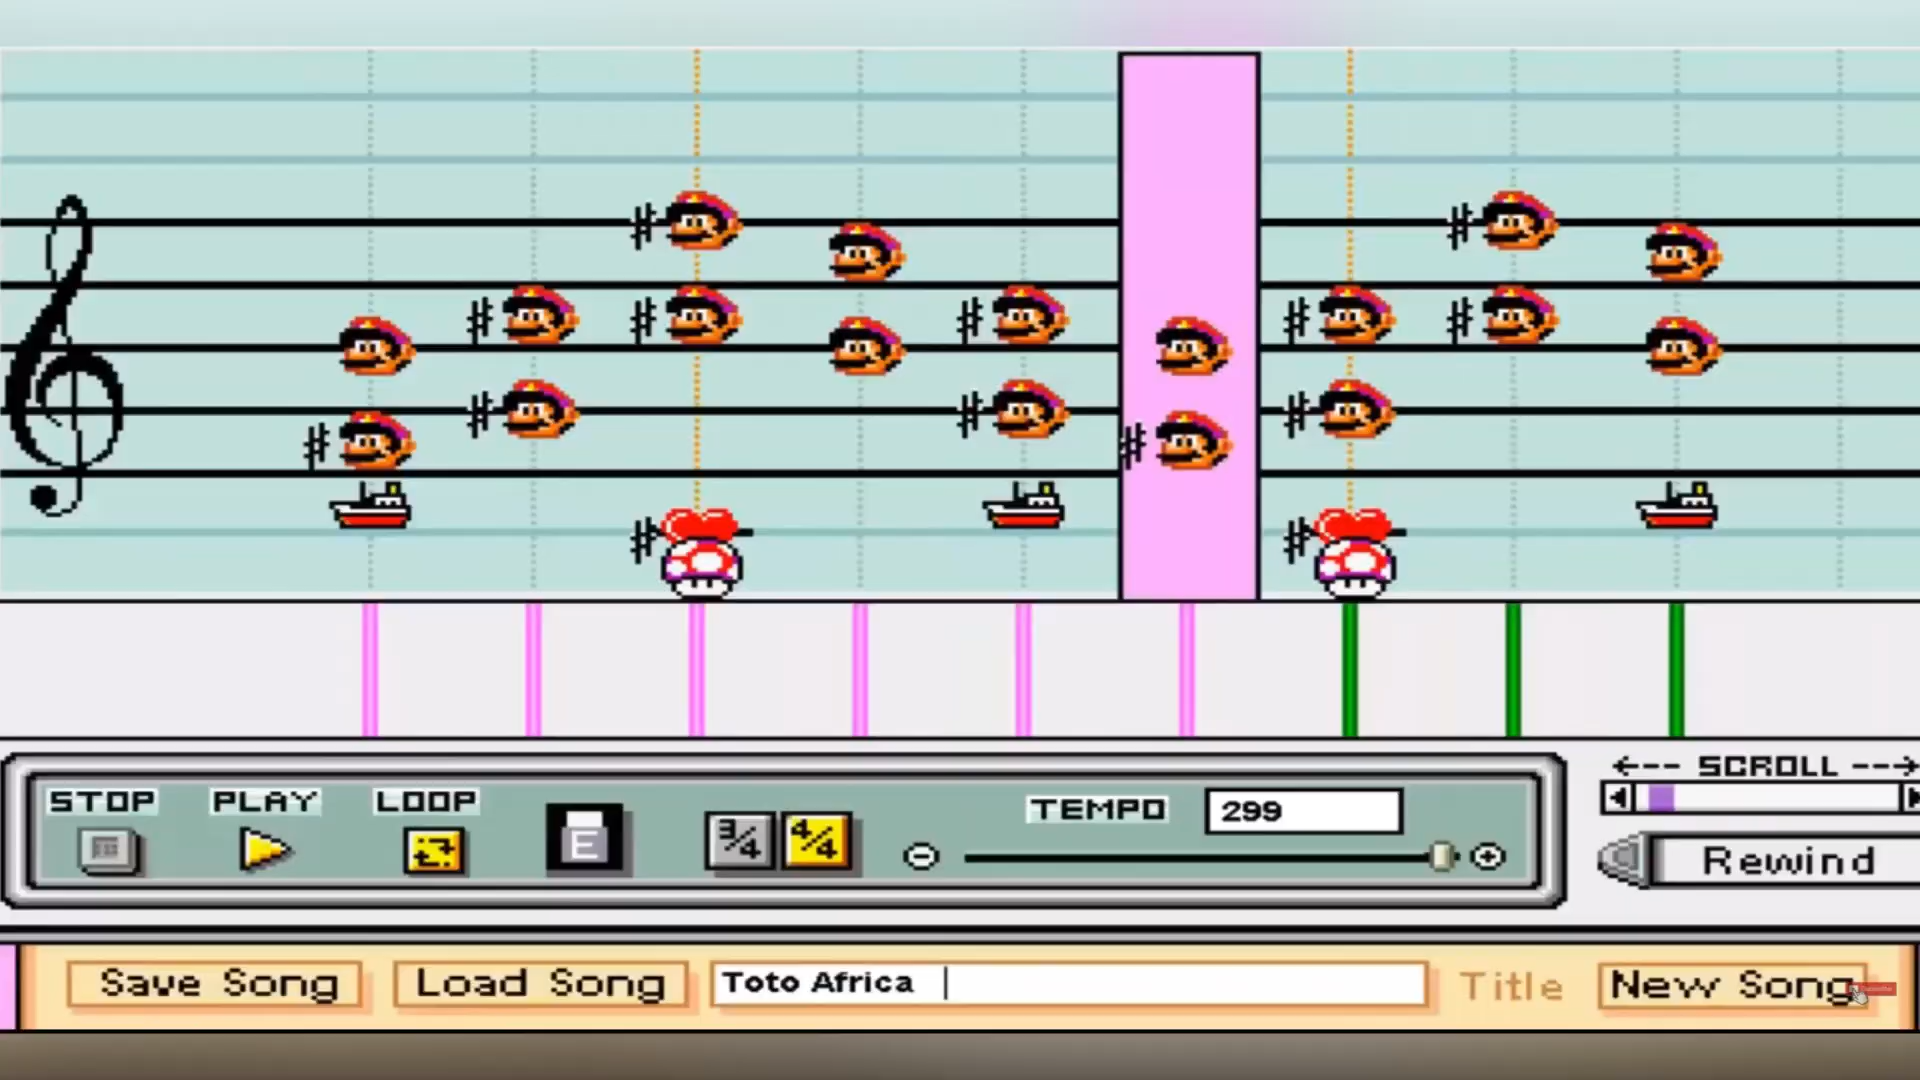 STOP PLAY LOOP
E
3/4 4/4
TEMPO 299
<--- SCROLL --->
Rewind
Save Song Load Song Toto Africa Title New Song